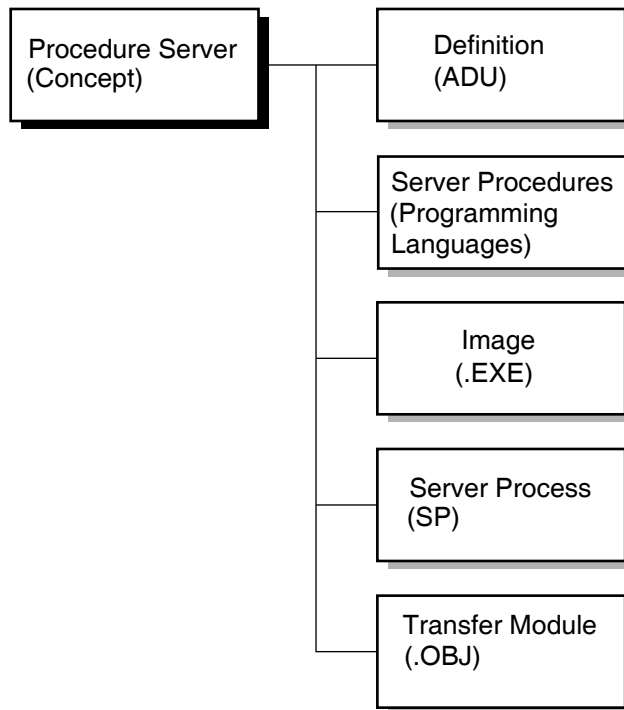 Procedure Server
(Concept)
Definition
(ADU)
Server Procedures
(Programming
Languages)
Image
(.EXE)
Server Process
(SP)
Transfer Module
(.OBJ)